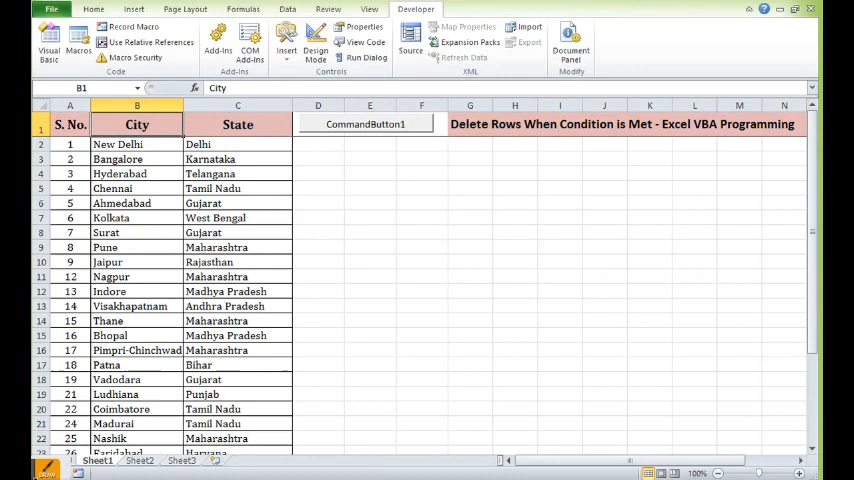 File Home Insert Page Layout Formulas Data Review View Developer
Visual Basic
Macros
Record Macro
Use Relative References
Macro Security
Code
Add-Ins
COM Add-Ins
Add-Ins
Insert
Design Mode
Properties
View Code
Run Dialog
Controls
Source
Map Properties
Expansion Packs
Refresh Data
Import
Export
XML
Document Panel
Modify
B1 fx City
A B C D E F G H I J K L M N
1 S. No. City State CommandButton1 Delete Rows When Condition is Met - Excel VBA Programming
2 1 New Delhi Delhi
3 2 Bangalore Karnataka
4 3 Hyderabad Telangana
5 4 Chennai Tamil Nadu
6 5 Ahmedabad Gujarat
7 6 Kolkata West Bengal
8 7 Surat Gujarat
9 8 Pune Maharashtra
10 9 Jaipur Rajasthan
11 12 Nagpur Maharashtra
12 13 Indore Madhya Pradesh
13 14 Visakhapatnam Andhra Pradesh
14 15 Thane Maharashtra
15 16 Bhopal Madhya Pradesh
16 17 Pimpri-Chinchwad Maharashtra
17 18 Patna Bihar
18 19 Vadodara Gujarat
19 21 Ludhiana Punjab
20 22 Coimbatore Tamil Nadu
21 24 Madurai Tamil Nadu
22 25 Nashik Maharashtra
23 26 Faridabad Haryana
Sheet1 Sheet2 Sheet3
DRAW
100%